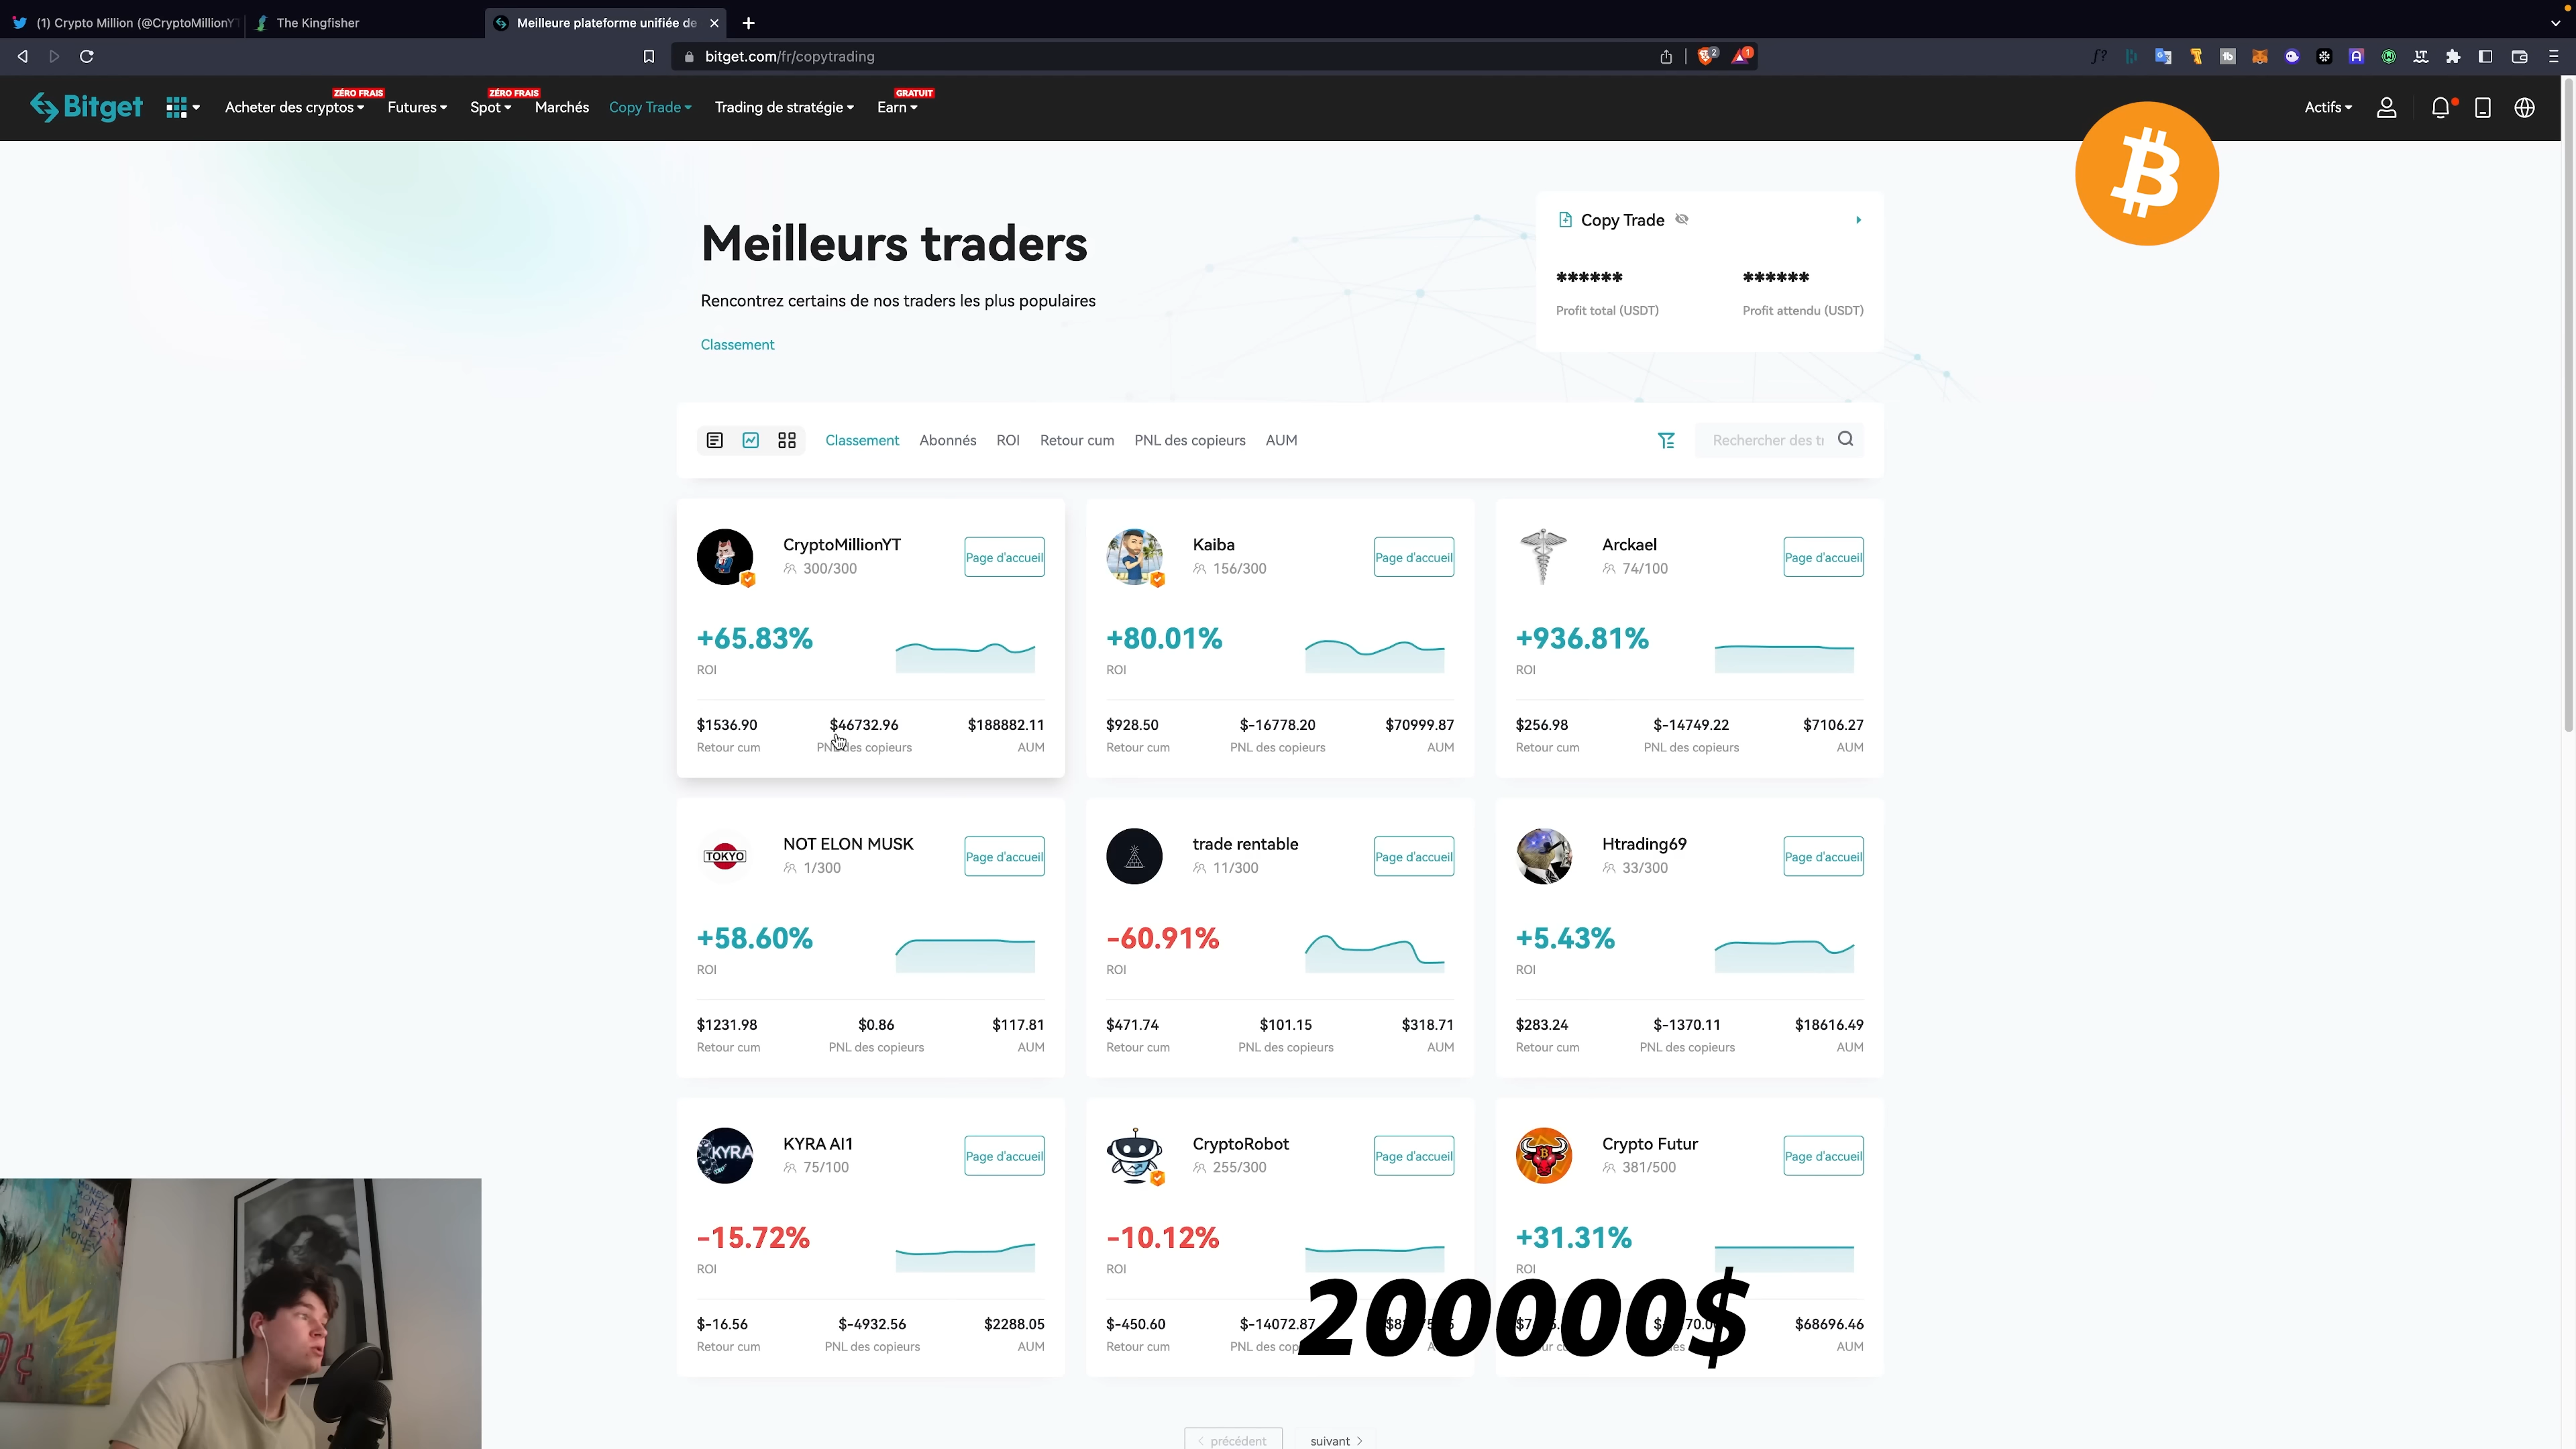 (1) Crypto Million (@CryptoMillionYT
The Kingfisher
Meilleure plateforme unifiée de
bitget.com/fr/copytrading
2
1
Bitget
Acheter des cryptos
ZÉRO FRAIS
Futures
Spot
ZÉRO FRAIS
Marchés
Copy Trade
Trading de stratégie
Earn
GRATUIT
Actifs
Meilleurs traders
Rencontrez certains de nos traders les plus populaires
Classement
Copy Trade
****** ******
Profit total (USDT) Profit attendu (USDT)
Classement Abonnés ROI Retour cum PNL des copieurs AUM
Rechercher des tr
CryptoMillionYT
300/300
Page d'accueil
+65.83%
ROI
$1536.90 $46732.96 $188882.11
Retour cum PNL des copieurs AUM
Kaiba
156/300
Page d'accueil
+80.01%
ROI
$928.50 $-16778.20 $70999.87
Retour cum PNL des copieurs AUM
Arckael
74/100
Page d'accueil
+936.81%
ROI
$256.98 $-14749.22 $7106.27
Retour cum PNL des copieurs AUM
TOKYO
NOT ELON MUSK
1/300
Page d'accueil
+58.60%
ROI
$1231.98 $0.86 $117.81
Retour cum PNL des copieurs AUM
trade rentable
11/300
Page d'accueil
-60.91%
ROI
$471.74 $101.15 $318.71
Retour cum PNL des copieurs AUM
Htrading69
33/300
Page d'accueil
+5.43%
ROI
$283.24 $-1370.11 $18616.49
Retour cum PNL des copieurs AUM
KYRA
KYRA AI1
75/100
Page d'accueil
-15.72%
ROI
$-16.56 $-4932.56 $2288.05
Retour cum PNL des copieurs AUM
CryptoRobot
255/300
Page d'accueil
-10.12%
ROI
$-450.60 $-14072.87
Retour cum PNL des
Crypto Futur
381/500
Page d'accueil
+31.31%
ROI
$68696.46
AUM
200000$
MONEY
MONEY
MONEY
précédent suivant